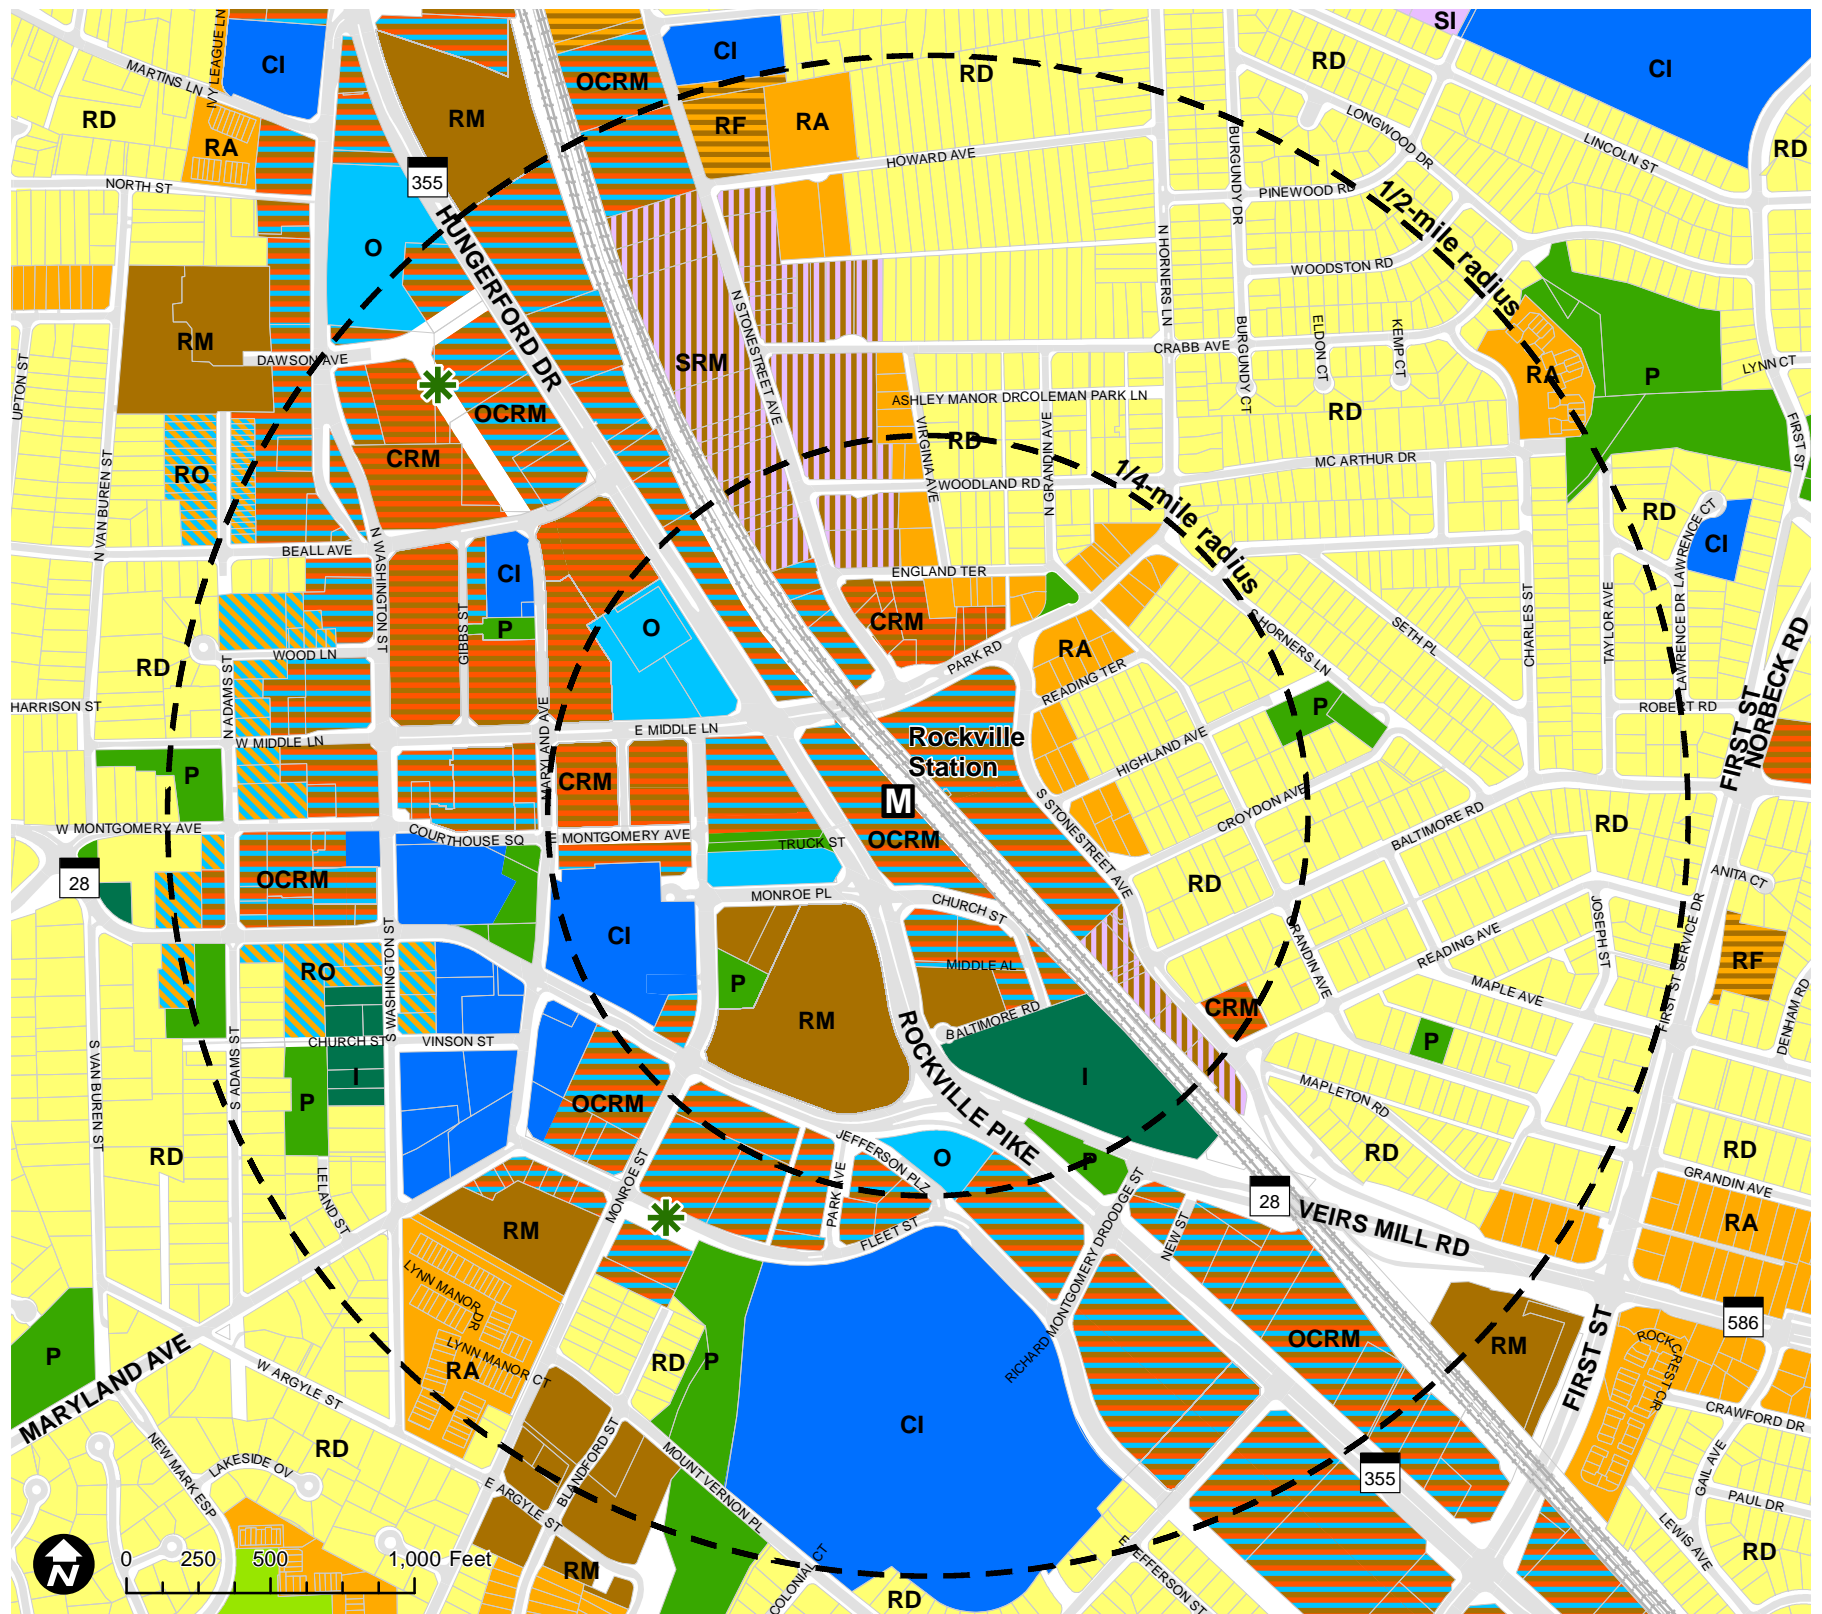 SI
CI
CI
CI
RD
RD
IVY LEAGUE LN
MARTINS LN
OCRM
RM
RD
RF
RA
RA
LONGWOOD DR
LINCOLN ST
RD
BURGUNDY DR
HOWARD AVE
NORTH ST
355
PINEWOOD RD
1/2-mile radius
HUNGERFORD DR
O
N HORNERS LN
WOODSTON RD
RM
DAWSON AVE
UPTON ST
N STONESTREET AVE
SRM
CRABB AVE
BURGUNDY CT
ELDON CT
KEMP CT
RA
P
LYNN CT
FIRST ST
OCRM
ASHLEY MANOR DR
COLEMAN PARK LN
RD
VIRGINIA AVE
RD
N GRANDIN AVE
CRM
RO
N VAN BUREN ST
MC ARTHUR DR
WOODLAND RD
1/4-mile radius
RD
LAWRENCE CT
CI
BEALL AVE
N WASHINGTON ST
CI
P
GIBBS ST
O
ENGLAND TER
CRM
PARK RD
RA
READING TER
S HORNERS LN
SETH PL
CHARLES ST
TAYLOR AVE
LAWRENCE DR
RD
WOOD LN
N ADAMS ST
HARRISON ST
W MIDDLE LN
E MIDDLE LN
MARYLAND AVE
Rockville
Station
M
HIGHLAND AVE
P
ROBERT RD
FIRST ST
NORBECK RD
P
CRM
CROYDON AVE
BALTIMORE RD
RD
W MONTGOMERY AVE
COURTHOUSE SQ
E MONTGOMERY AVE
TRUCK ST
OCRM
S STONESTREET AVE
28
OCRM
MONROE PL
CHURCH ST
RD
ANITA CT
JOSEPH ST
READING AVE
GRANDIN AVE
FIRST ST SERVICE DR
CI
RO
S WASHINGTON ST
P
MIDDLE AL
RF
MAPLE AVE
CRM
DENHAM RD
RM
BALTIMORE RD
P
CHURCH ST
VINSON ST
S ADAMS ST
S VAN BUREN ST
I
P
ROCKVILLE PIKE
I
MAPLETON RD
OCRM
RD
LELAND ST
MONROE ST
JEFFERSON PLZ
O
P
PARK AVE
FLEET ST
DODGE ST
NEW ST
28
VEIRS MILL RD
RD
RD
GRANDIN AVE
RA
RM
RICHARD MONTGOMERY DR
LYNN MANOR DR
LYNN MANOR CT
RA
RD
P
OCRM
RM
FIRST ST
586
ROCKCREST CIR
P
MARYLAND AVE
W ARGYLE ST
RD
NEW MARK ESP
LAKESIDE OV
CI
E ARGYLE ST
BLANDFORD ST
MOUNT VERNON PL
355
CRAWFORD DR
GAIL AVE
PAUL DR
LEWIS AVE
RD
N
0 250 500 1,000 Feet
RM
COLONIAL CT
RD
E JEFFERSON ST